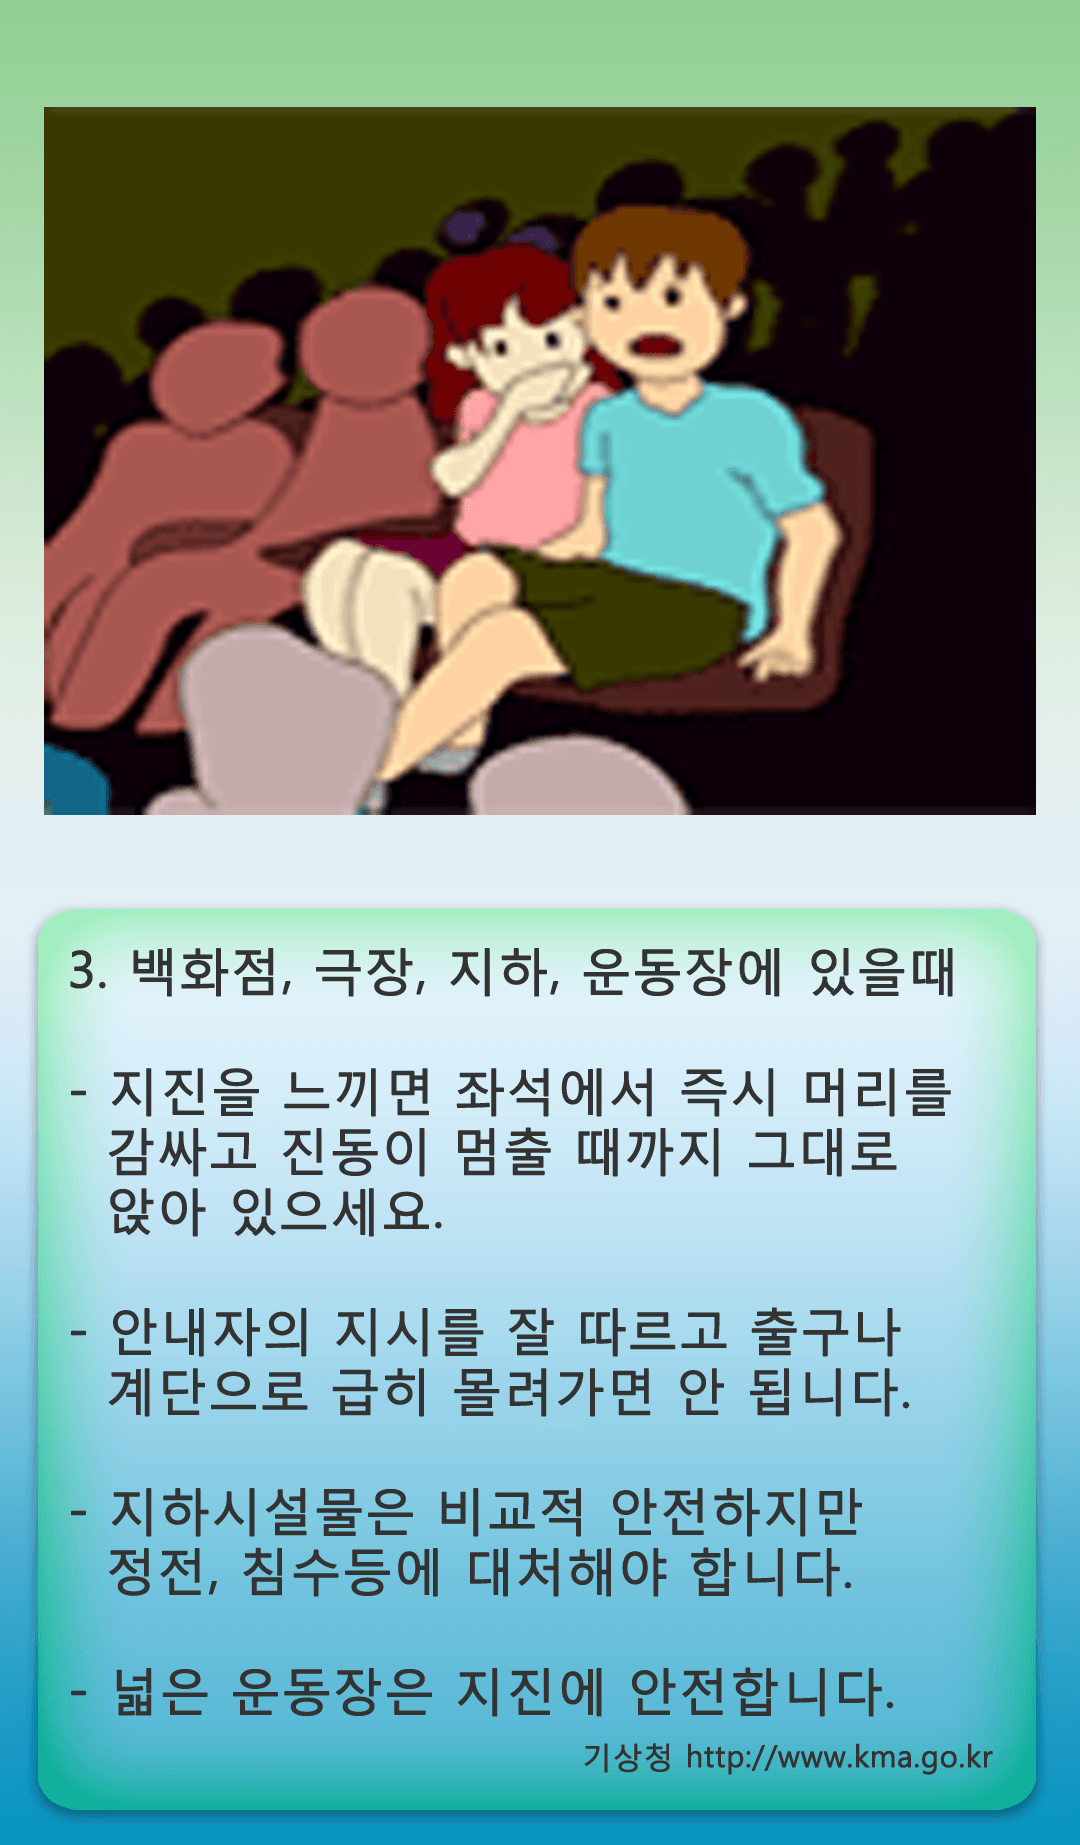 3. 백화점, 극장, 지하, 운동장에 있을때
- 지진을 느끼면 좌석에서 즉시 머리를
감싸고 진동이 멈출 때까지 그대로
앉아 있으세요.
- 안내자의 지시를 잘 따르고 출구나
계단으로 급히 몰려가면 안 됩니다.
- 지하시설물은 비교적 안전하지만
정전, 침수등에 대처해야 합니다.
- 넓은 운동장은 지진에 안전합니다.
기상청 http://www.kma.go.kr